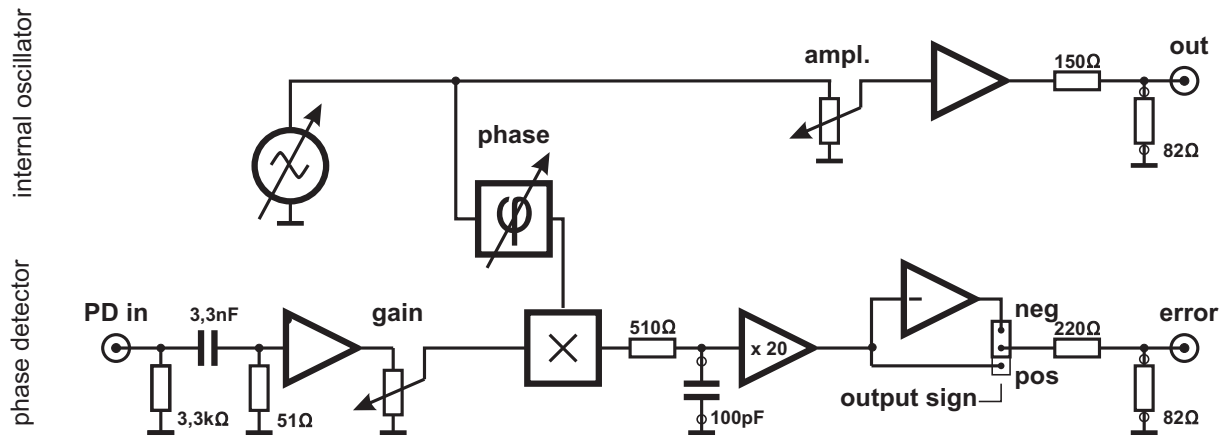 internal oscillator
ampl.
150Ω
out
82Ω
phase
φ
phase detector
PD in
3,3nF
gain
3,3kΩ
51Ω
510Ω
100pF
x 20
neg
pos
output sign
220Ω
error
82Ω